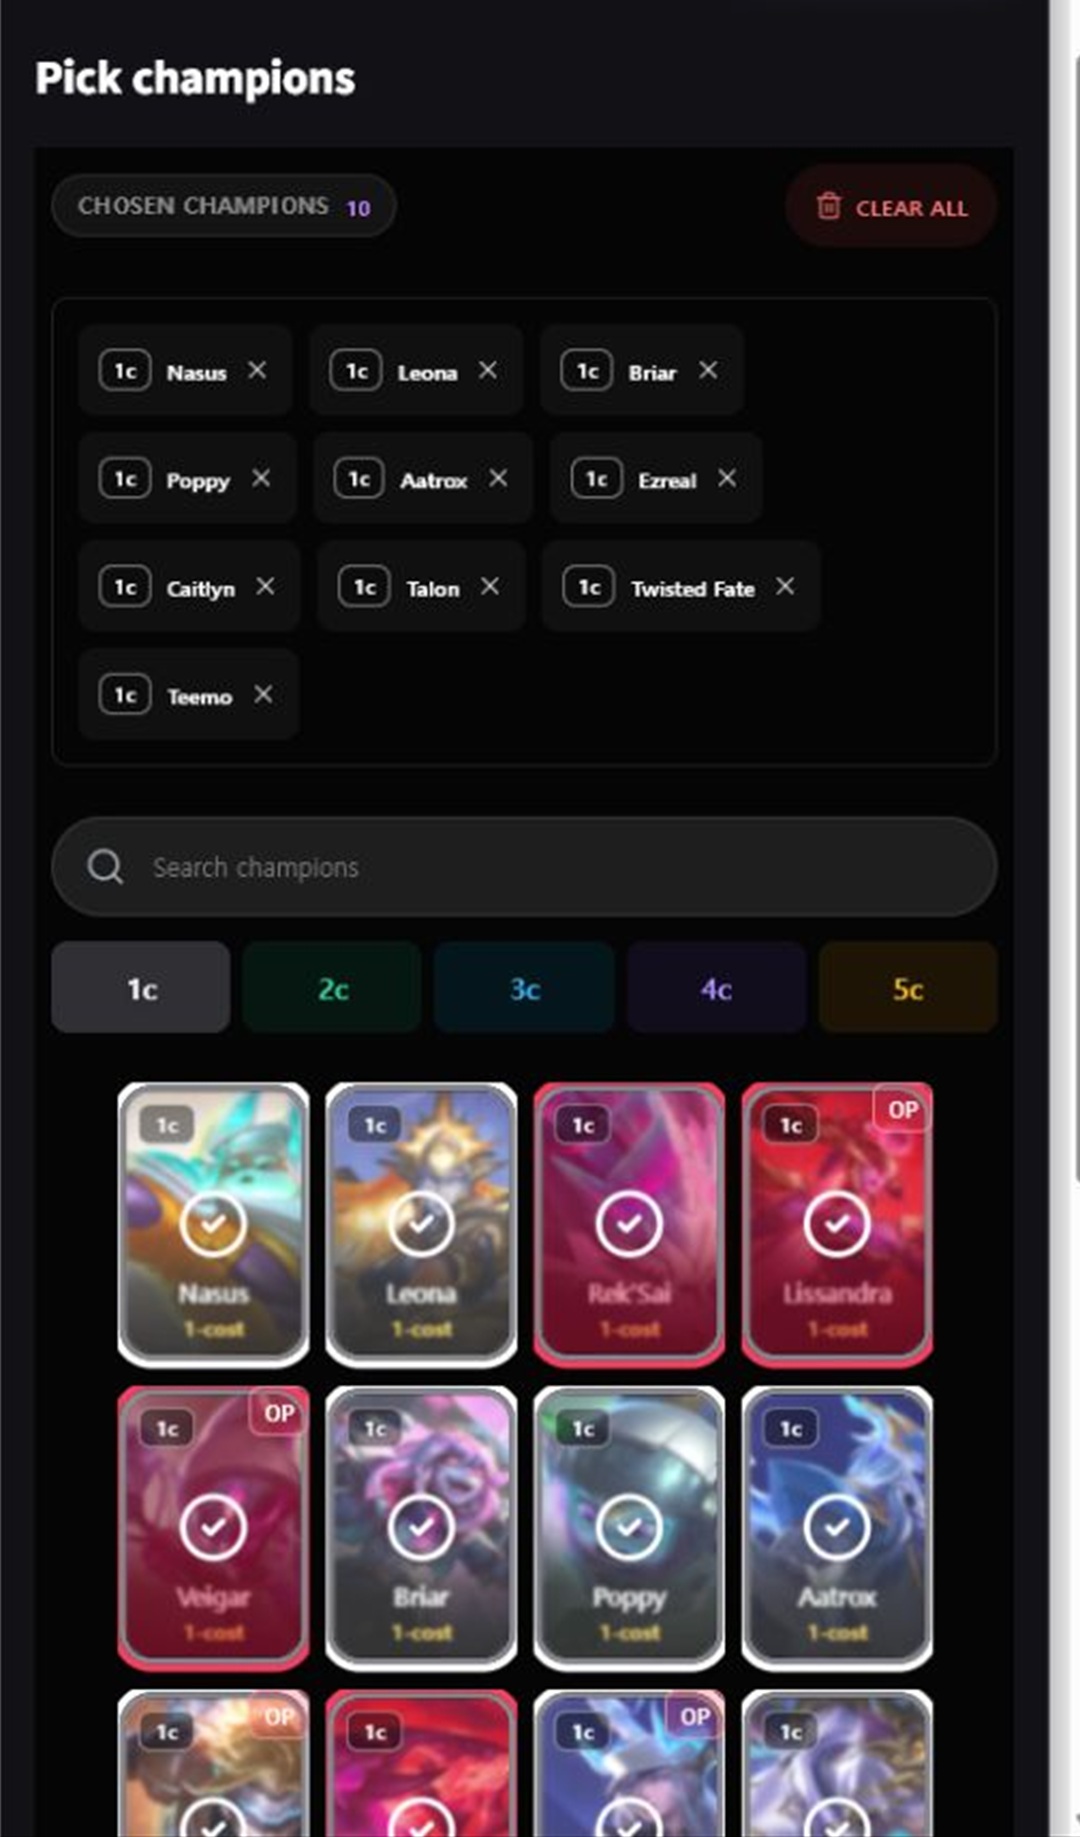 Pick champions
CHOSEN CHAMPIONS 10
CLEAR ALL
1c Nasus ×
1c Leona ×
1c Briar ×
1c Poppy ×
1c Aatrox ×
1c Ezreal ×
1c Caitlyn ×
1c Talon ×
1c Twisted Fate ×
1c Teemo ×
Search champions
1c
2c
3c
4c
5c
1c
Nasus
1-cost
1c
Leona
1-cost
1c
Rek'Sai
1-cost
1c
OP
Lissandra
1-cost
1c
OP
Veigar
1-cost
1c
Briar
1-cost
1c
Poppy
1-cost
1c
Aatrox
1-cost
1c
OP
1c
1c
OP
1c